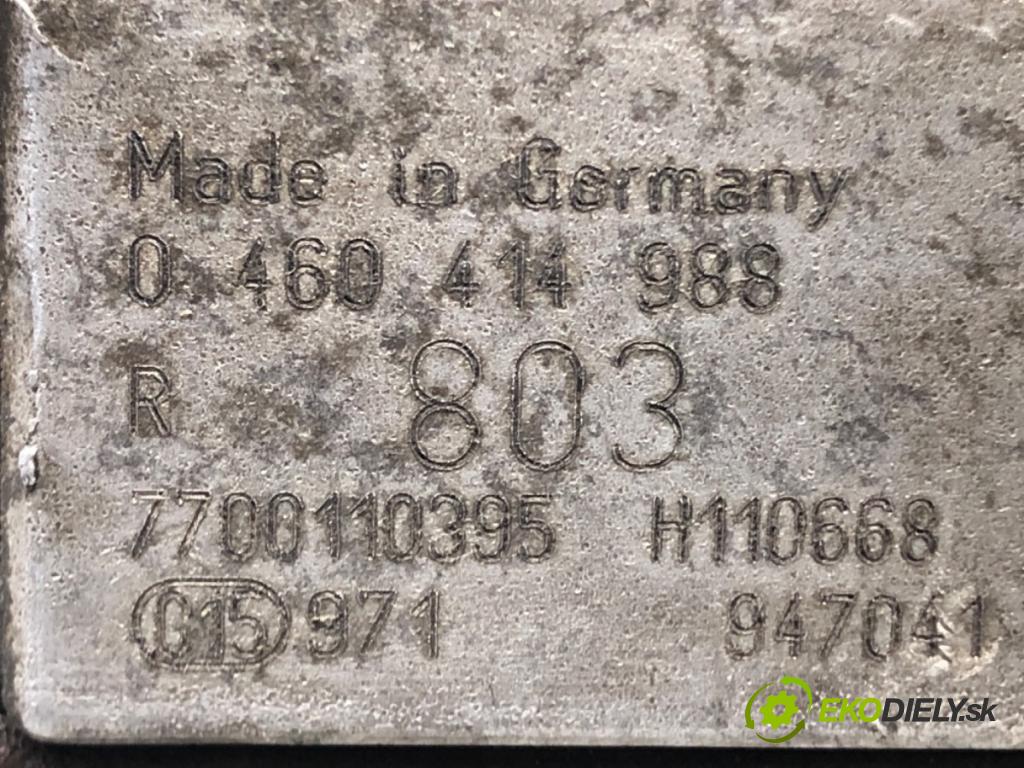 Made in Germany
0 460 414 988
R 803
7700110395 H110668
015 971 947041
EKODIELY.sk